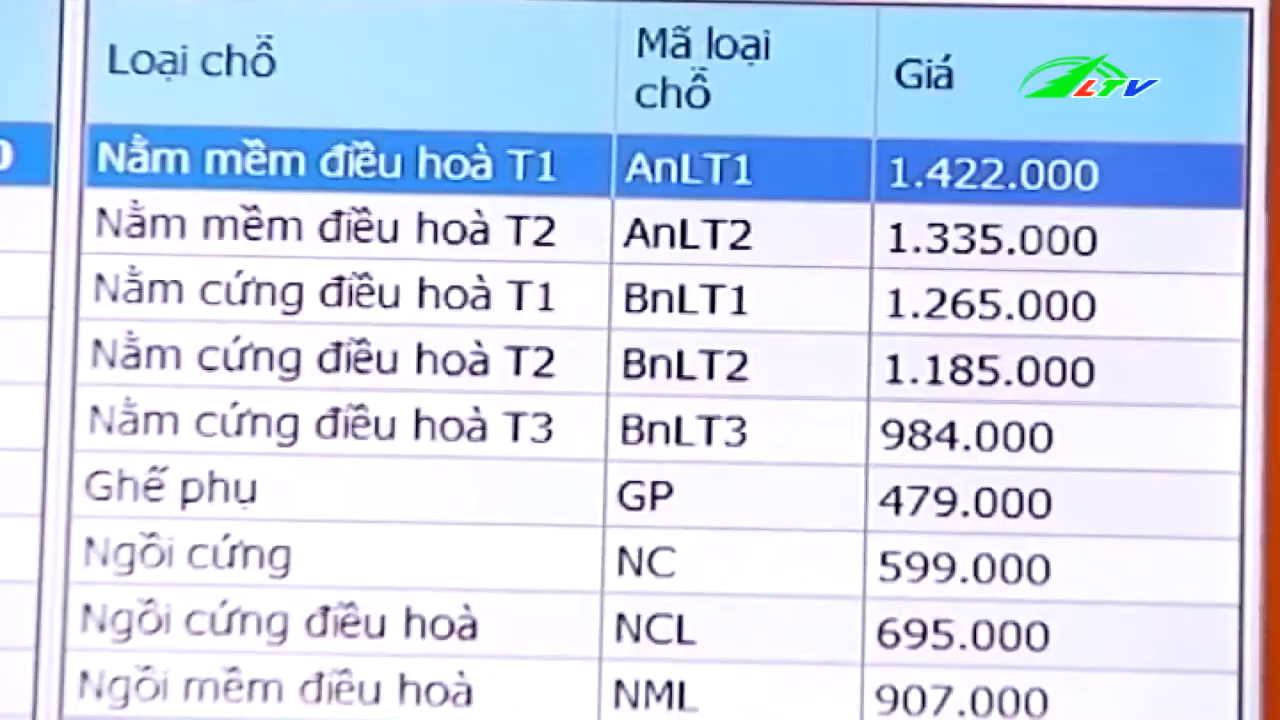 Loại chỗ Mã loại chỗ Giá
LTV
Nằm mềm điều hoà T1 AnLT1 1.422.000
Nằm mềm điều hoà T2 AnLT2 1.335.000
Nằm cứng điều hoà T1 BnLT1 1.265.000
Nằm cứng điều hoà T2 BnLT2 1.185.000
Nằm cứng điều hoà T3 BnLT3 984.000
Ghế phụ GP 479.000
Ngồi cứng NC 599.000
Ngồi cứng điều hoà NCL 695.000
Ngồi mềm điều hoà NML 907.000